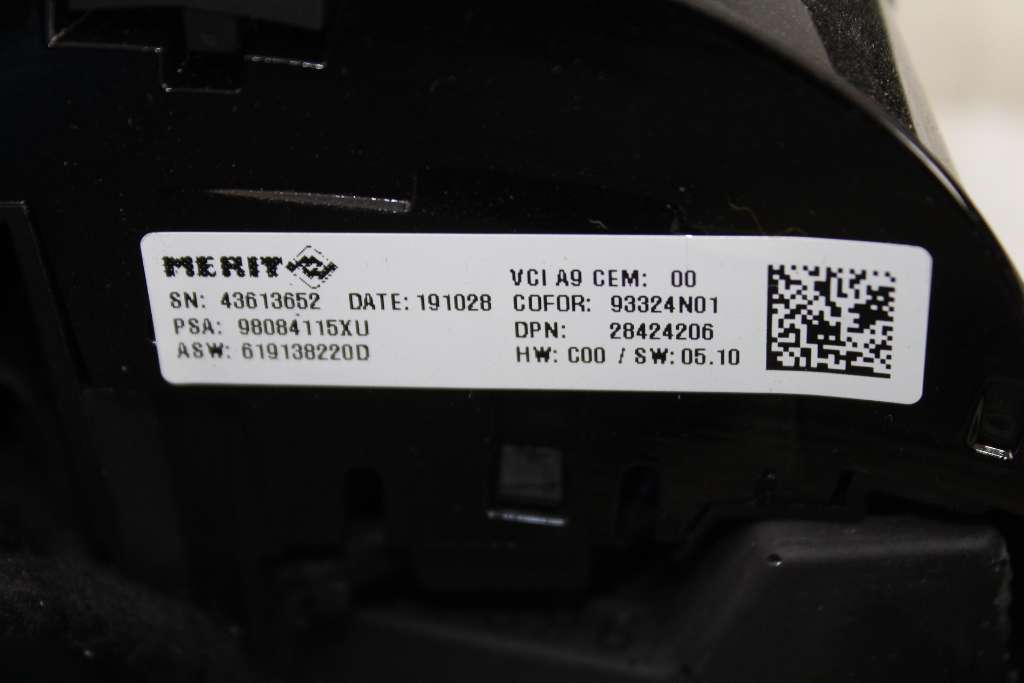 MERIT
SN: 43613652 DATE: 191028
PSA: 98084115XU
ASW: 619138220D
VCI A9 CEM: 00
COFOR: 93324N01
DPN: 28424206
HW: C00 / SW: 05.10